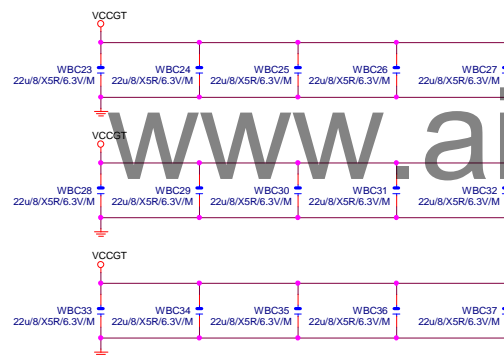 VCCGT
WBC23 WBC24 WBC25 WBC26 WBC27
22u/8/X5R/6.3V/M 22u/8/X5R/6.3V/M 22u/8/X5R/6.3V/M 22u/8/X5R/6.3V/M 22u/8/X5R/6.3V/M
www.a
VCCGT
WBC28 WBC29 WBC30 WBC31 WBC32
22u/8/X5R/6.3V/M 22u/8/X5R/6.3V/M 22u/8/X5R/6.3V/M 22u/8/X5R/6.3V/M 22u/8/X5R/6.3V/M
VCCGT
WBC33 WBC34 WBC35 WBC36 WBC37
22u/8/X5R/6.3V/M 22u/8/X5R/6.3V/M 22u/8/X5R/6.3V/M 22u/8/X5R/6.3V/M 22u/8/X5R/6.3V/M